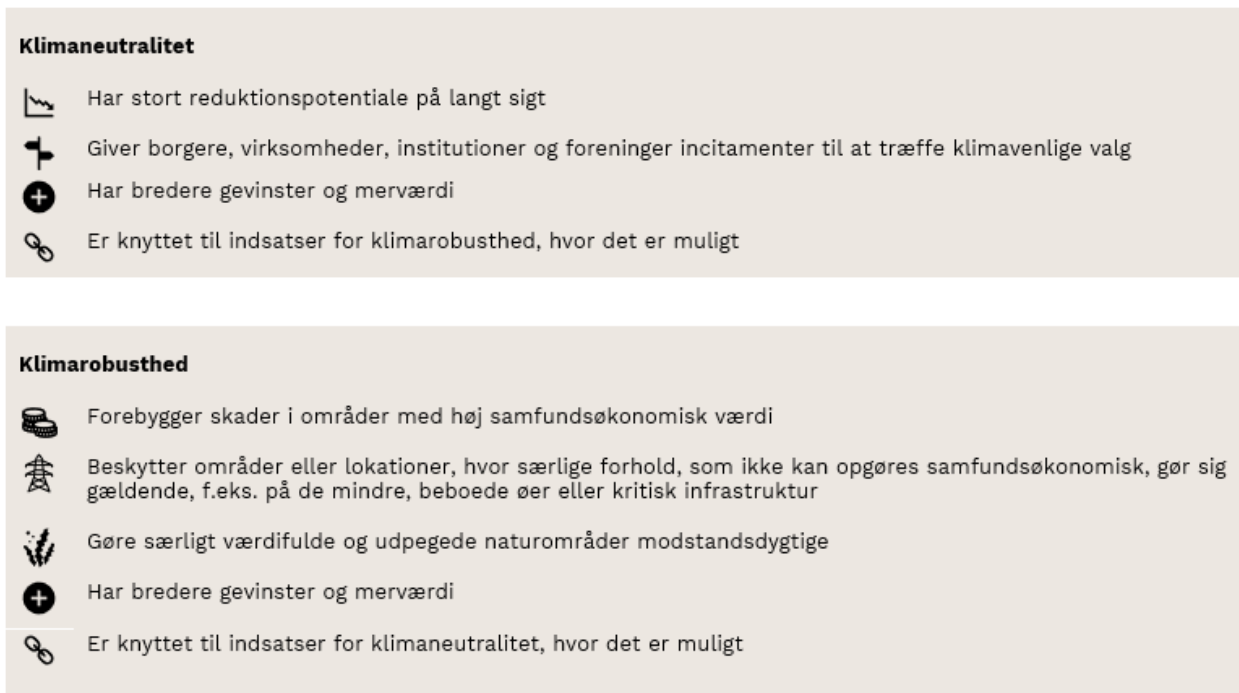 Klimaneutralitet
Har stort reduktionspotentiale på langt sigt
Giver borgere, virksomheder, institutioner og foreninger incitamenter til at træffe klimavenlige valg
Har bredere gevinster og merværdi
Er knyttet til indsatser for klimarobusthed, hvor det er muligt
Klimarobusthed
Forebygger skader i områder med høj samfundsøkonomisk værdi
Beskytter områder eller lokationer, hvor særlige forhold, som ikke kan opgøres samfundsøkonomisk, gør sig
gældende, f.eks. på de mindre, beboede øer eller kritisk infrastruktur
Gøre særligt værdifulde og udpegede naturområder modstandsdygtige
Har bredere gevinster og merværdi
Er knyttet til indsatser for klimaneutralitet, hvor det er muligt